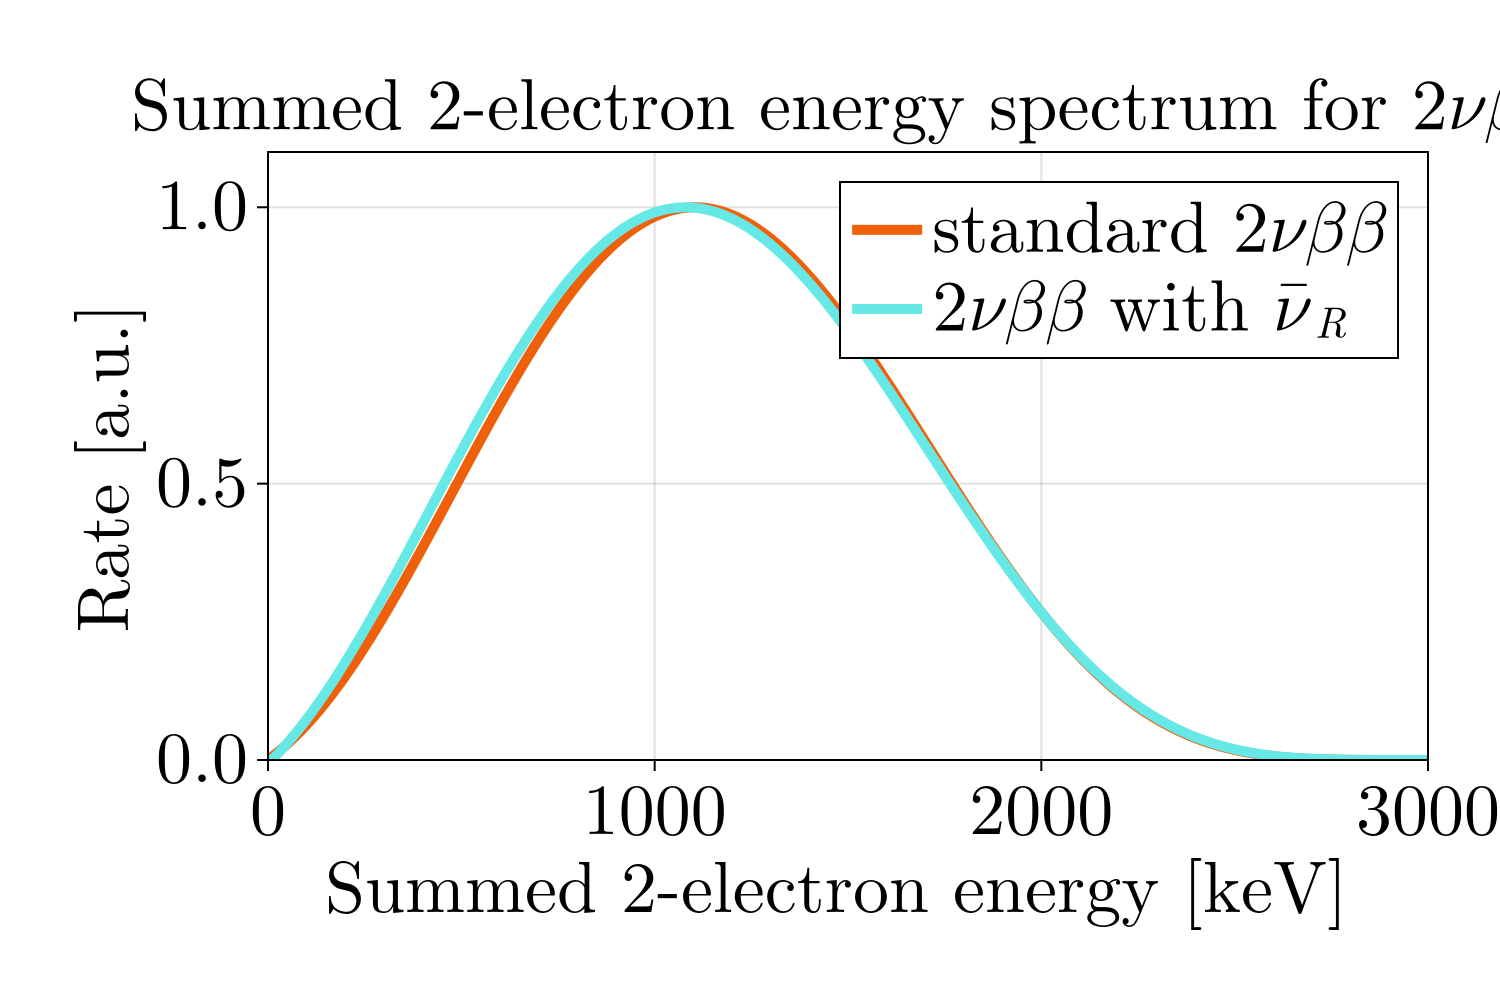 Summed 2-electron energy spectrum for 2νβ
1.0
0.5
0.0
Rate [a.u.]
standard 2νββ
2νββ with ν̄_R
0 1000 2000 3000
Summed 2-electron energy [keV]